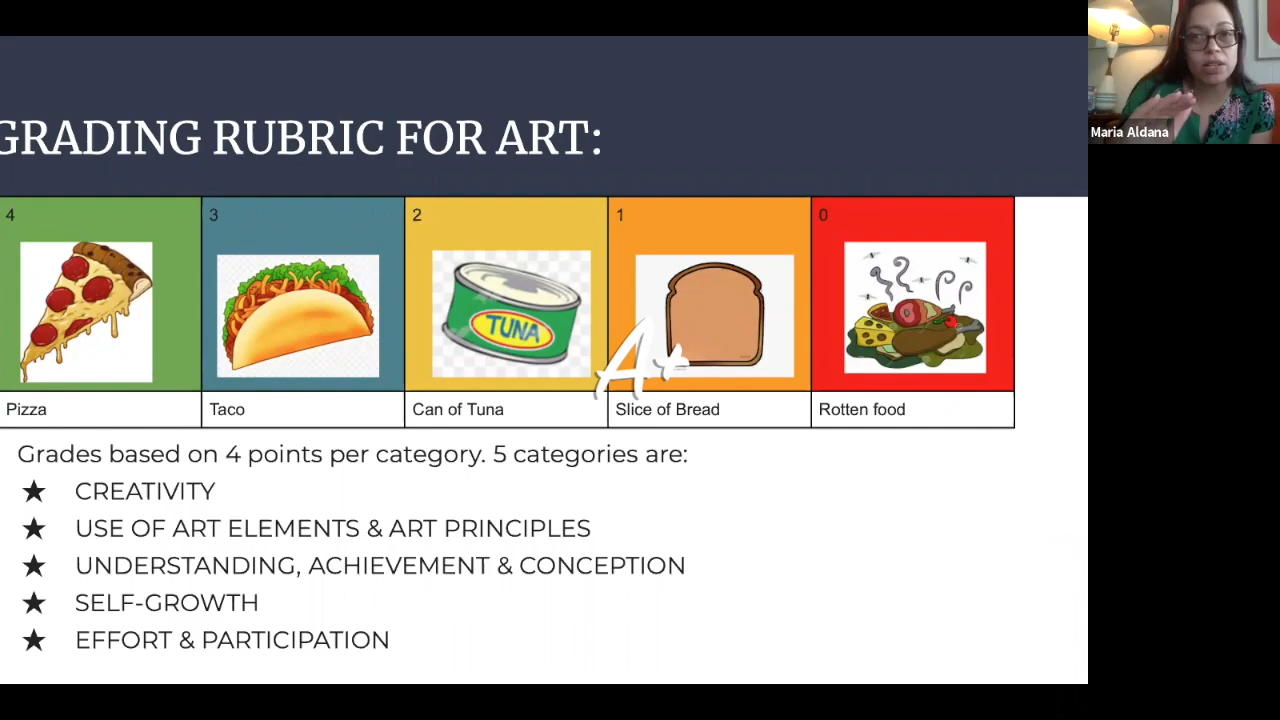 GRADING RUBRIC FOR ART:
Maria Aldana
4
3
2
1
0
TUNA
A+
Pizza
Taco
Can of Tuna
Slice of Bread
Rotten food
Grades based on 4 points per category. 5 categories are:
★ CREATIVITY
★ USE OF ART ELEMENTS & ART PRINCIPLES
★ UNDERSTANDING, ACHIEVEMENT & CONCEPTION
★ SELF-GROWTH
★ EFFORT & PARTICIPATION